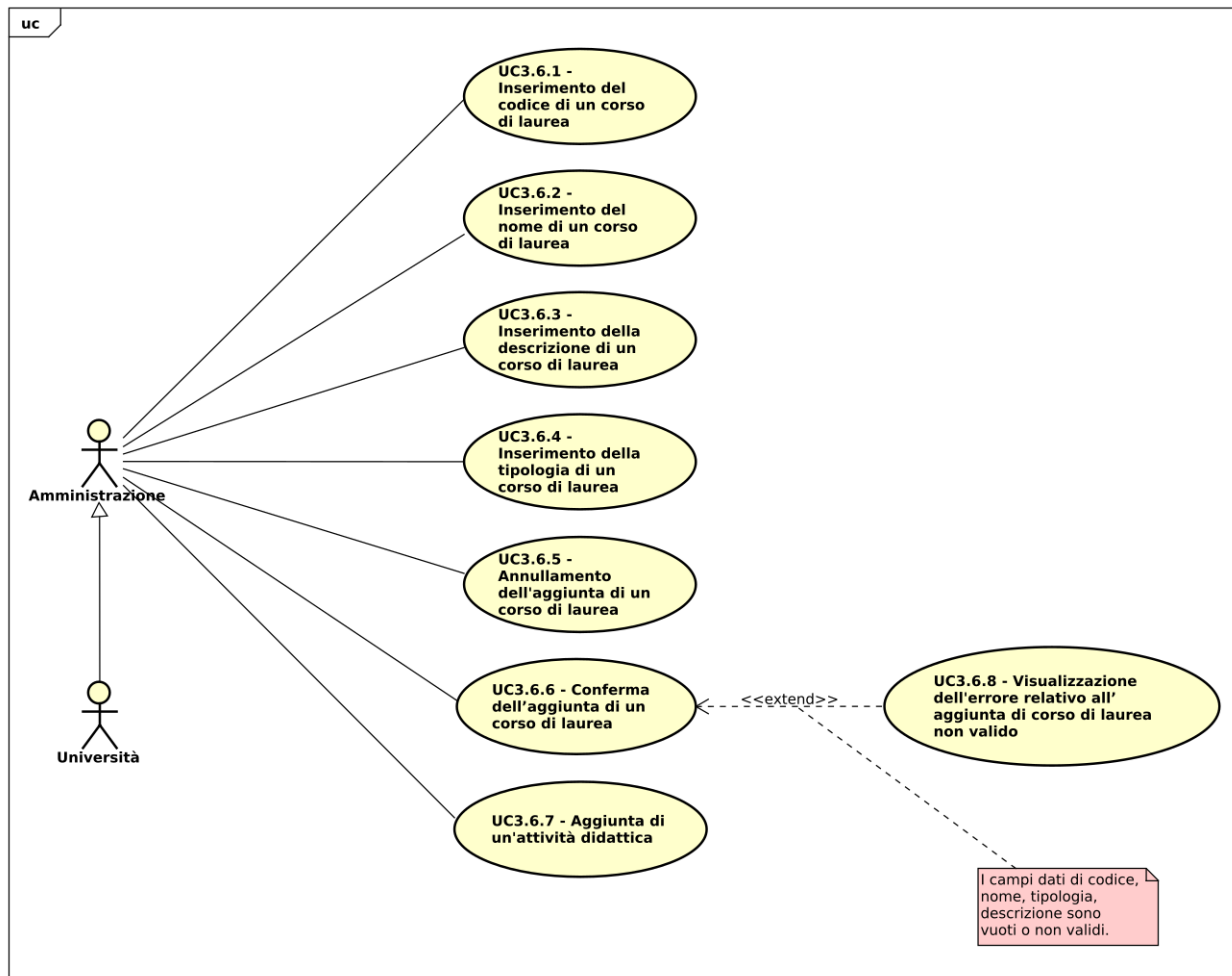 uc
UC3.6.1 -
Inserimento del
codice di un corso
di laurea
UC3.6.2 -
Inserimento del
nome di un corso
di laurea
UC3.6.3 -
Inserimento della
descrizione di un
corso di laurea
UC3.6.4 -
Inserimento della
tipologia di un
corso di laurea
Amministrazione
UC3.6.5 -
Annullamento
dell'aggiunta di un
corso di laurea
UC3.6.6 - Conferma
dell’aggiunta di un
corso di laurea
<<extend>>
UC3.6.8 - Visualizzazione
dell'errore relativo all’
aggiunta di corso di laurea
non valido
Università
UC3.6.7 - Aggiunta di
un'attività didattica
I campi dati di codice,
nome, tipologia,
descrizione sono
vuoti o non validi.